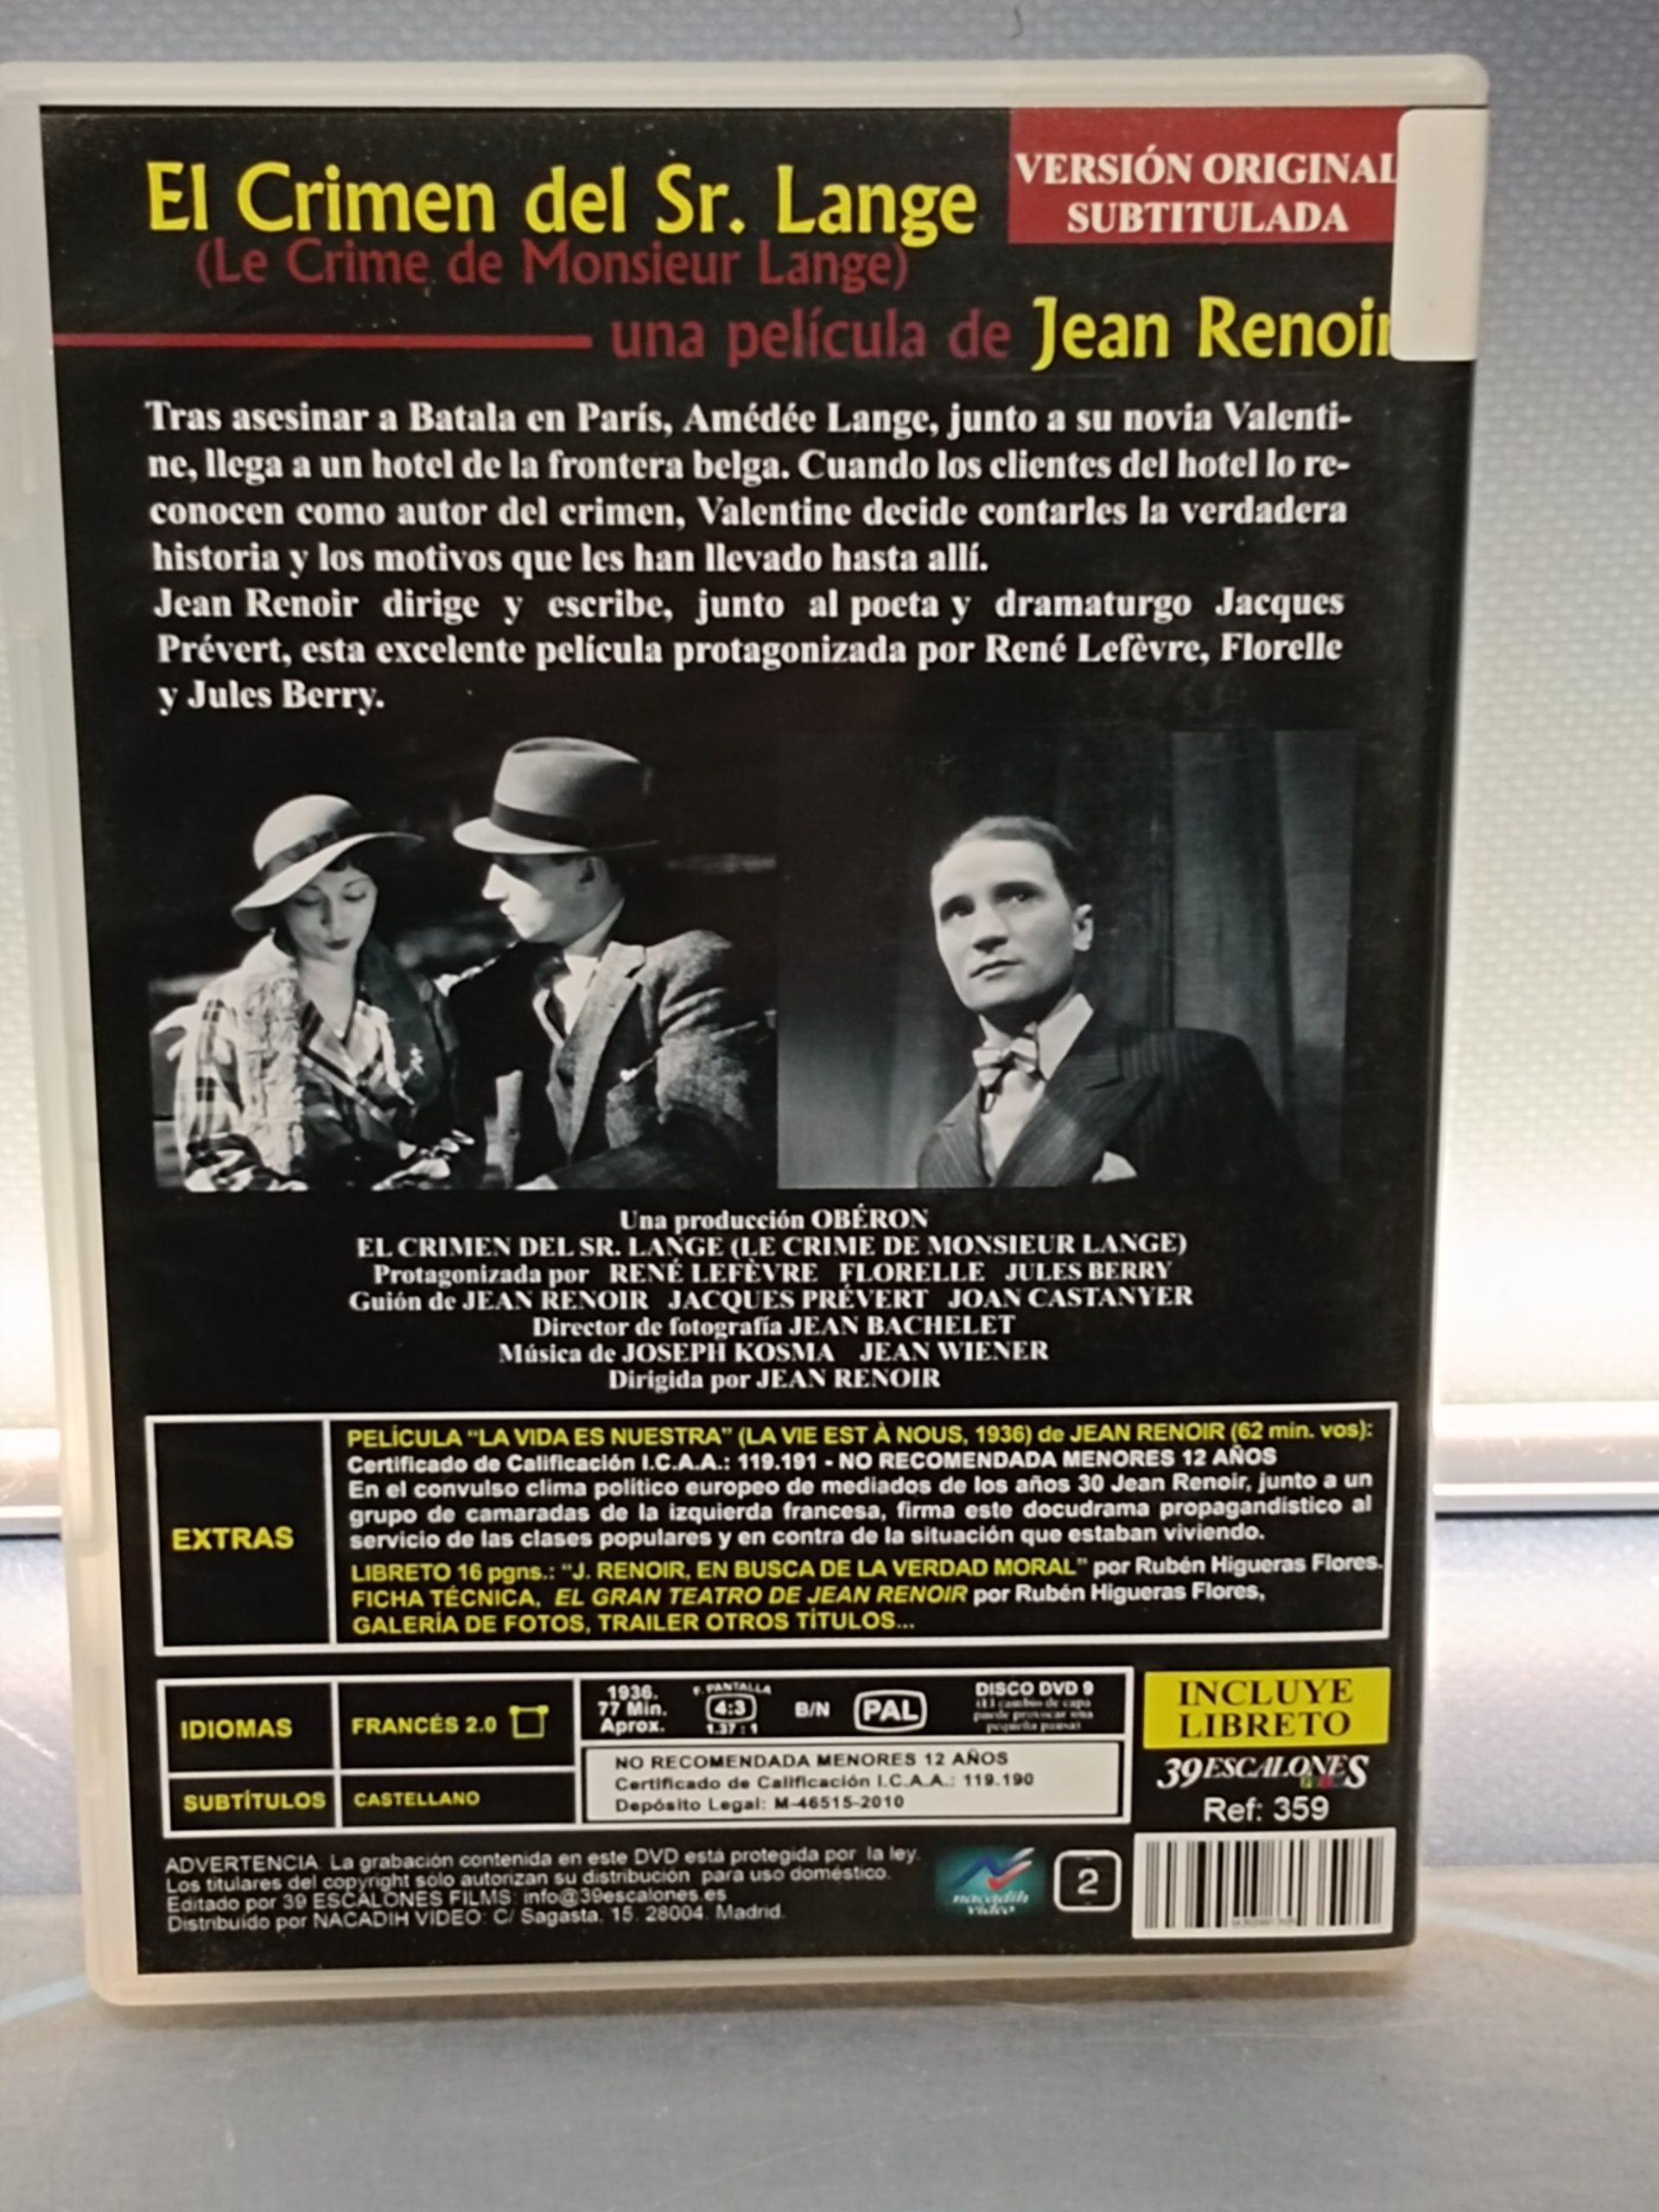 El Crimen del Sr. Lange
VERSIÓN ORIGINAL
SUBTITULADA
(Le Crime de Monsieur Lange)
una película de Jean Renoir
Tras asesinar a Batala en París, Amédée Lange, junto a su novia Valenti-
ne, llega a un hotel de la frontera belga. Cuando los clientes del hotel lo re-
conocen como autor del crimen, Valentine decide contarles la verdadera
historia y los motivos que les han llevado hasta allí.
Jean Renoir dirige y escribe, junto al poeta y dramaturgo Jacques
Prévert, esta excelente película protagonizada por René Lefèvre, Florelle
y Jules Berry.
Una producción OBÉRON
EL CRIMEN DEL SR. LANGE (LE CRIME DE MONSIEUR LANGE)
Protagonizada por RENÉ LEFÈVRE FLORELLE JULES BERRY
Guión de JEAN RENOIR JACQUES PRÉVERT JOAN CASTANYER
Director de fotografía JEAN BACHELET
Música de JOSEPH KOSMA JEAN WIENER
Dirigida por JEAN RENOIR
EXTRAS
PELÍCULA “LA VIDA ES NUESTRA” (LA VIE EST À NOUS, 1936) de JEAN RENOIR (62 min. vos):
Certificado de Calificación I.C.A.A.: 119.191 - NO RECOMENDADA MENORES 12 AÑOS
En el convulso clima politico europeo de mediados de los años 30 Jean Renoir, junto a un
grupo de camaradas de la izquierda francesa, firma este docudrama propagandístico al
servicio de las clases populares y en contra de la situación que estaban viviendo.
LIBRETO 16 pgns.: “J. RENOIR, EN BUSCA DE LA VERDAD MORAL” por Rubén Higueras Flores.
FICHA TÉCNICA, EL GRAN TEATRO DE JEAN RENOIR por Rubén Higueras Flores,
GALERÍA DE FOTOS, TRAILER OTROS TÍTULOS...
IDIOMAS
FRANCÉS 2.0
SUBTÍTULOS
CASTELLANO
1936.
77 Min.
Aprox.
F. PANTALLA
4:3
1.37 : 1
B/N
PAL
DISCO DVD 9
(El cambio de capa
puede provocar una
pequeña pausa)
NO RECOMENDADA MENORES 12 AÑOS
Certificado de Calificación I.C.A.A.: 119.190
Depósito Legal: M-46515-2010
INCLUYE
LIBRETO
39 ESCALONES
Ref: 359
ADVERTENCIA. La grabación contenida en este DVD está protegida por la ley.
Los titulares del copyright sólo autorizan su distribución para uso doméstico.
Editado por 39 ESCALONES FILMS: info@39escalones.es
Distribuido por NACADIH VIDEO: C/ Sagasta, 15. 28004. Madrid.
nacadih
video
2